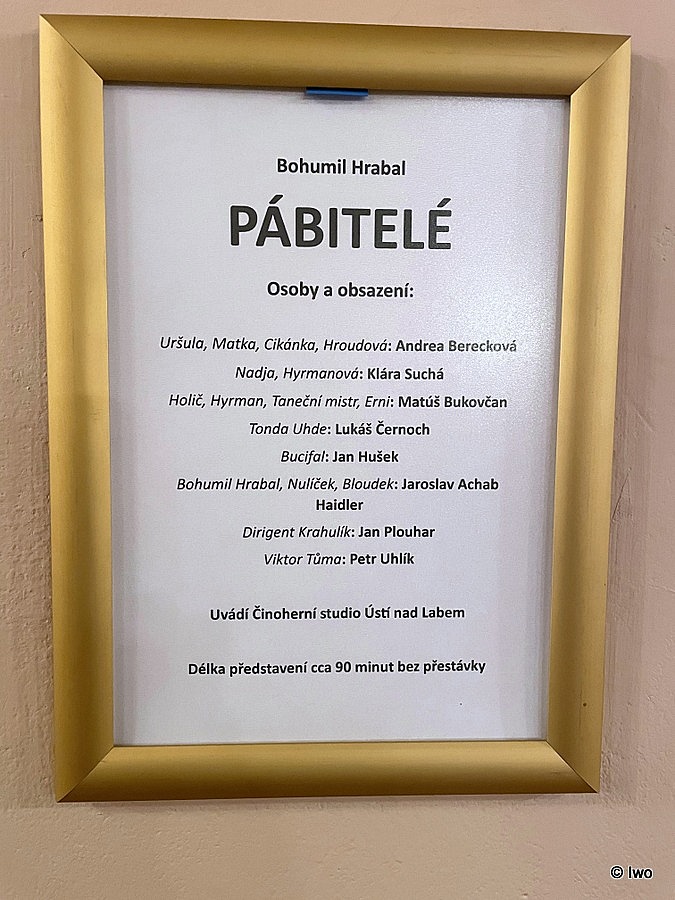 Bohumil Hrabal
PÁBITELÉ
Osoby a obsazení:
Uršula, Matka, Cikánka, Hroudová: Andrea Berecková
Nadja, Hyrmanová: Klára Suchá
Holič, Hyrman, Taneční mistr, Erni: Matúš Bukovčan
Tonda Uhde: Lukáš Černoch
Bucifal: Jan Hušek
Bohumil Hrabal, Nulíček, Bloudek: Jaroslav Achab
Haidler
Dirigent Krahulík: Jan Plouhar
Viktor Tůma: Petr Uhlík
Uvádí Činoherní studio Ústí nad Labem
Délka představení cca 90 minut bez přestávky
© Iwo